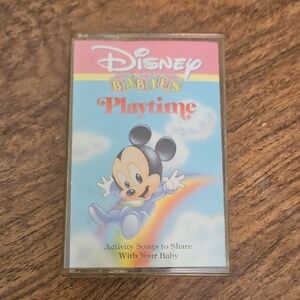 Disney
BABIES
Playtime
Activity Songs to Share
With Your Baby